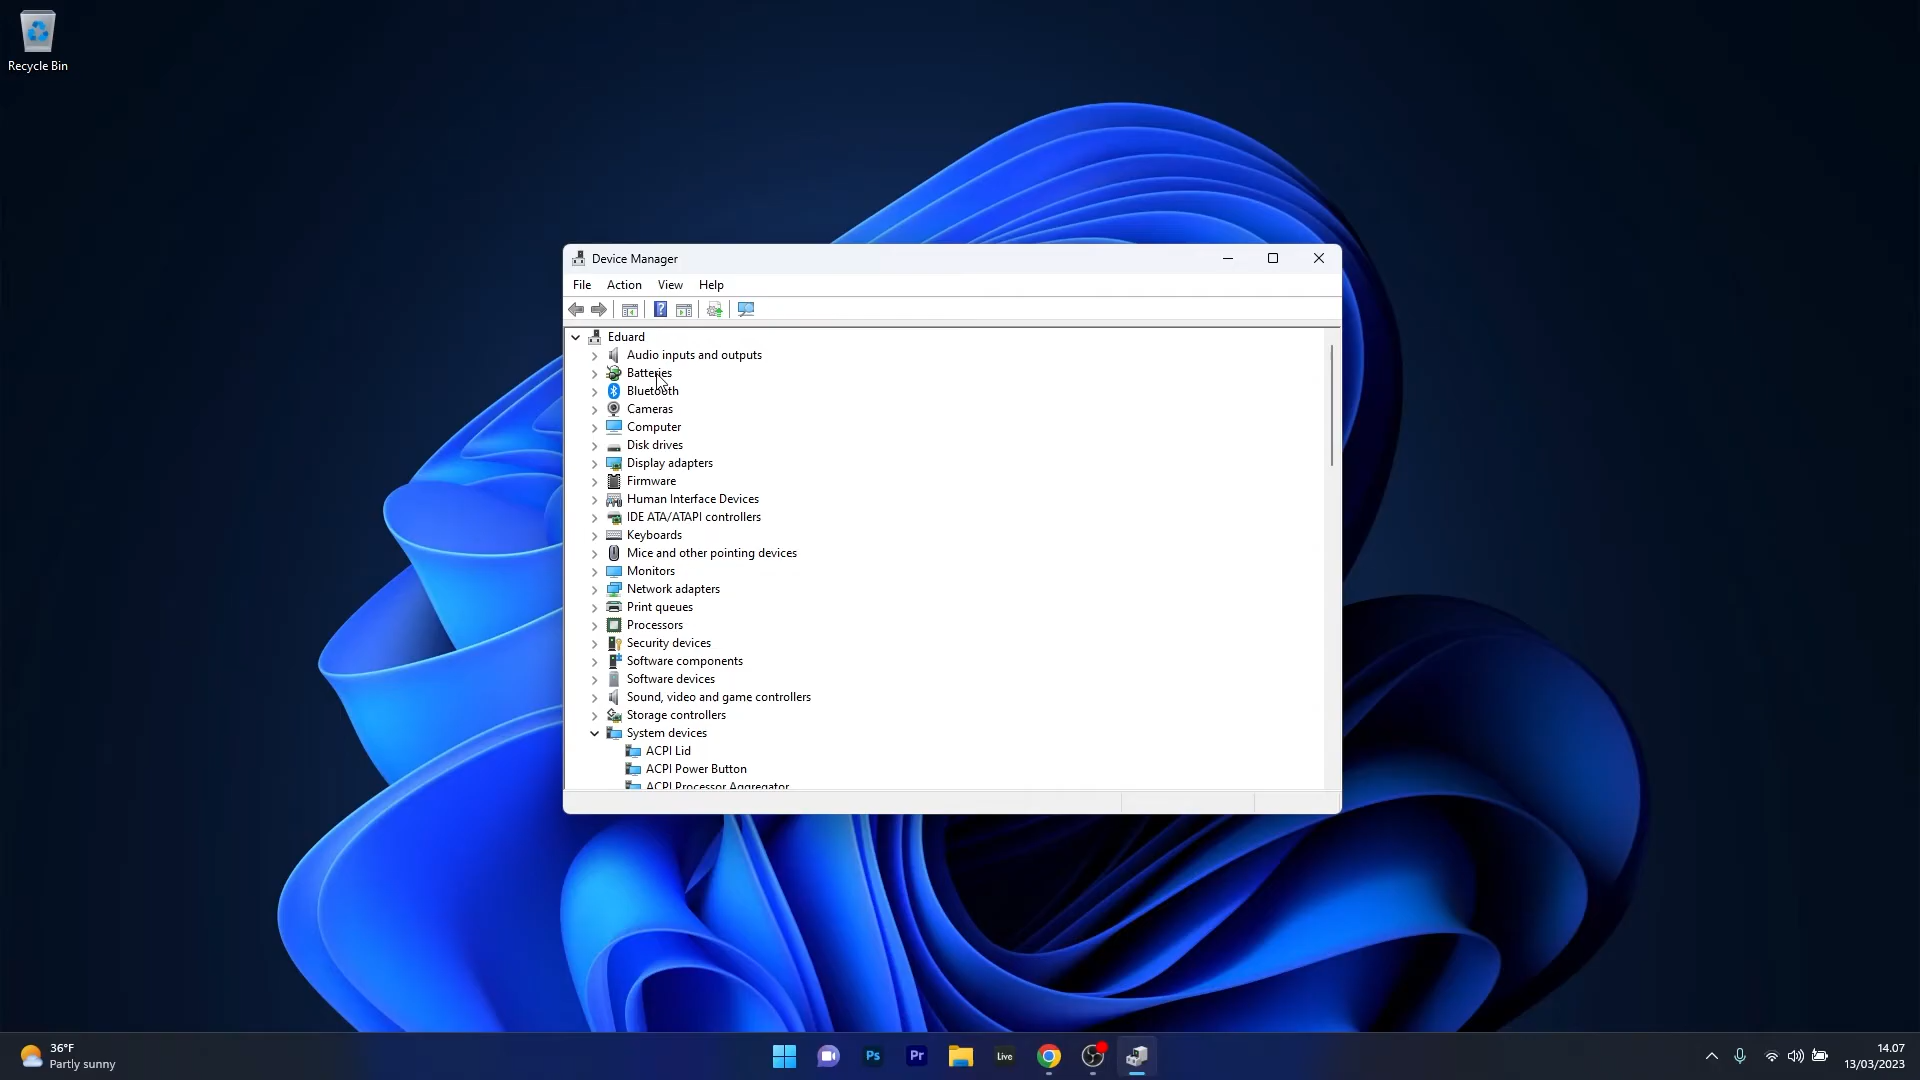 Recycle Bin
Device Manager
File Action View Help
Eduard
Audio inputs and outputs
Batteries
Bluetooth
Cameras
Computer
Disk drives
Display adapters
Firmware
Human Interface Devices
IDE ATA/ATAPI controllers
Keyboards
Mice and other pointing devices
Monitors
Network adapters
Print queues
Processors
Security devices
Software components
Software devices
Sound, video and game controllers
Storage controllers
System devices
ACPI Lid
ACPI Power Button
ACPI Processor Aggregator
36°F
Partly sunny
Ps
Pr
Live
14.07
13/03/2023